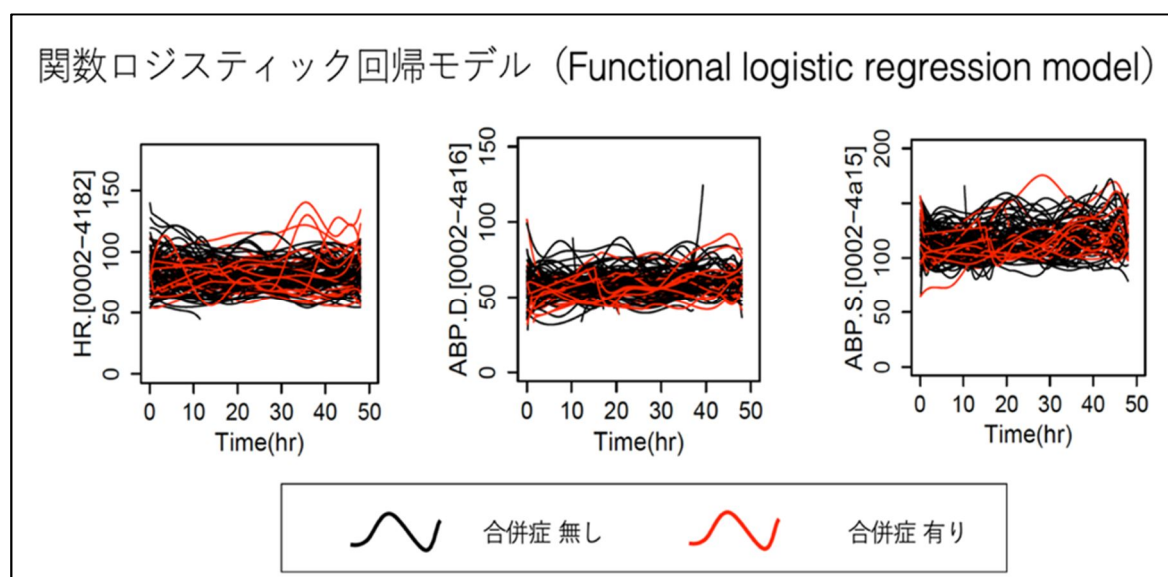 関数ロジスティック回帰モデル（Functional logistic regression model）
HR.[0002-4182]
0 50 100 150
0 10 20 30 40 50
Time(hr)
ABP.D.[0002-4a16]
0 50 100 150
0 10 20 30 40 50
Time(hr)
ABP.S.[0002-4a15]
0 50 100 200
0 10 20 30 40 50
Time(hr)
合併症 無し
合併症 有り